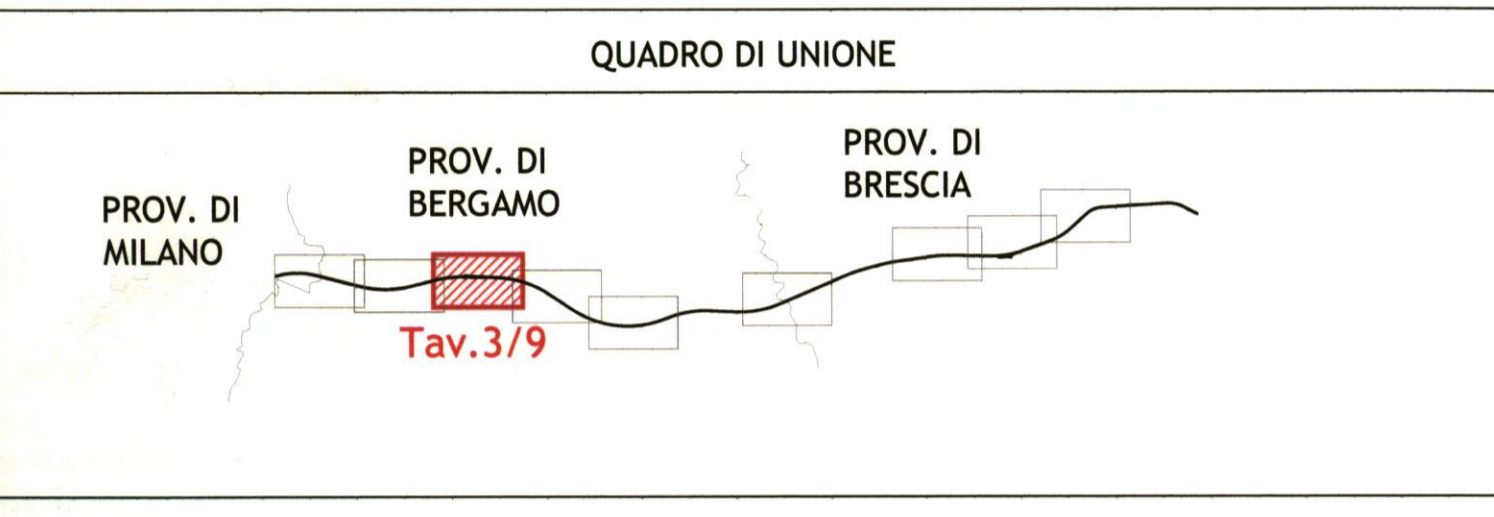 QUADRO DI UNIONE
PROV. DI
MILANO
PROV. DI
BERGAMO
PROV. DI
BRESCIA
Tav.3/9